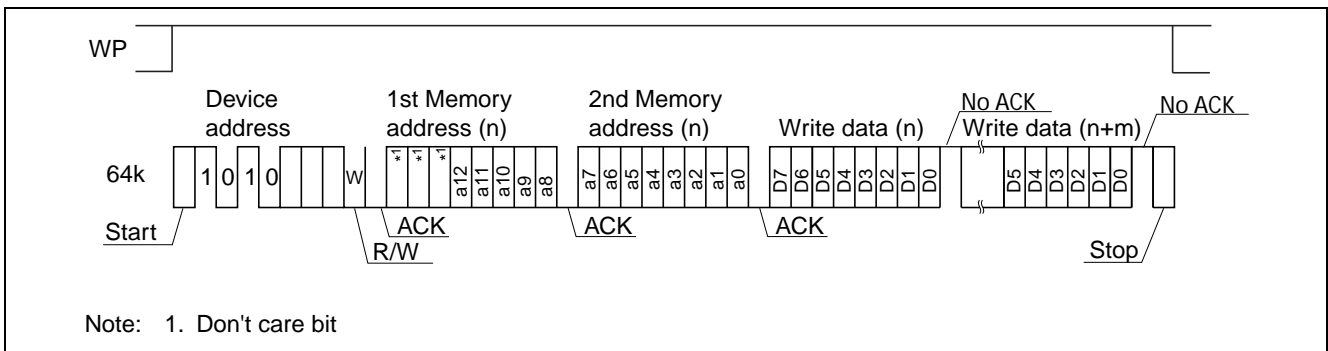 WP
Device address
1st Memory address (n)
2nd Memory address (n)
Write data (n)
No ACK
Write data (n+m)
No ACK
64k
1 0 1 0 W
*1 *1 *1 a12 a11 a10 a9 a8
a7 a6 a5 a4 a3 a2 a1 a0
D7 D6 D5 D4 D3 D2 D1 D0
D5 D4 D3 D2 D1 D0
Start
R/W
ACK
ACK
ACK
Stop
Note: 1. Don't care bit